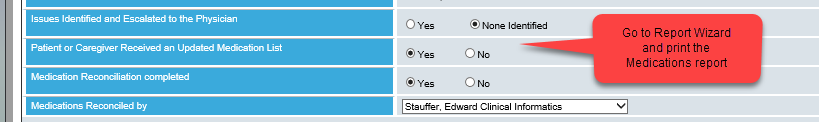 Issues Identified and Escalated to the Physician
Yes None Identified
Patient or Caregiver Received an Updated Medication List
Yes No
Medication Reconciliation completed
Yes No
Medications Reconciled by
Stauffer, Edward Clinical Informatics
Go to Report Wizard
and print the
Medications report